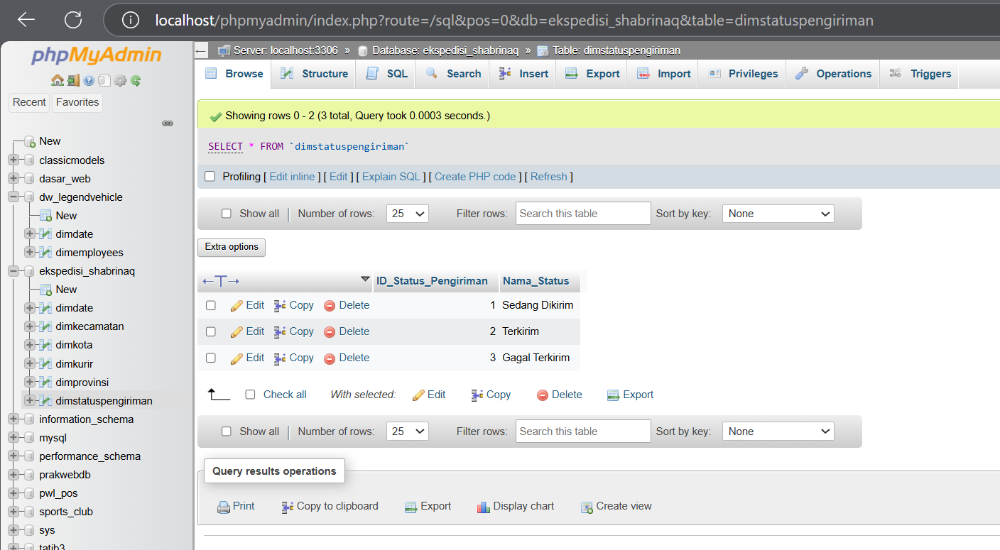 localhost/phpmyadmin/index.php?route=/sql&pos=0&db=ekspedisi_shabrinaq&table=dimstatuspengiriman
phpMyAdmin
Recent Favorites
New
classicmodels
dasar_web
dw_legendvehicle
New
dimdate
dimemployees
ekspedisi_shabrinaq
New
dimdate
dimkecamatan
dimkota
dimkurir
dimprovinsi
dimstatuspengiriman
information_schema
mysql
performance_schema
prakwebdb
pwl_pos
sports_club
sys
tatib3
Server: localhost:3306 » Database: ekspedisi_shabrinaq » Table: dimstatuspengiriman
Browse Structure SQL Search Insert Export Import Privileges Operations Triggers
Showing rows 0 - 2 (3 total, Query took 0.0003 seconds.)
SELECT * FROM `dimstatuspengiriman`
Profiling [ Edit inline ] [ Edit ] [ Explain SQL ] [ Create PHP code ] [ Refresh ]
Show all | Number of rows: 25 Filter rows: Search this table Sort by key: None
Extra options
ID_Status_Pengiriman Nama_Status
Edit Copy Delete 1 Sedang Dikirim
Edit Copy Delete 2 Terkirim
Edit Copy Delete 3 Gagal Terkirim
Check all With selected: Edit Copy Delete Export
Show all | Number of rows: 25 Filter rows: Search this table Sort by key: None
Query results operations
Print Copy to clipboard Export Display chart Create view